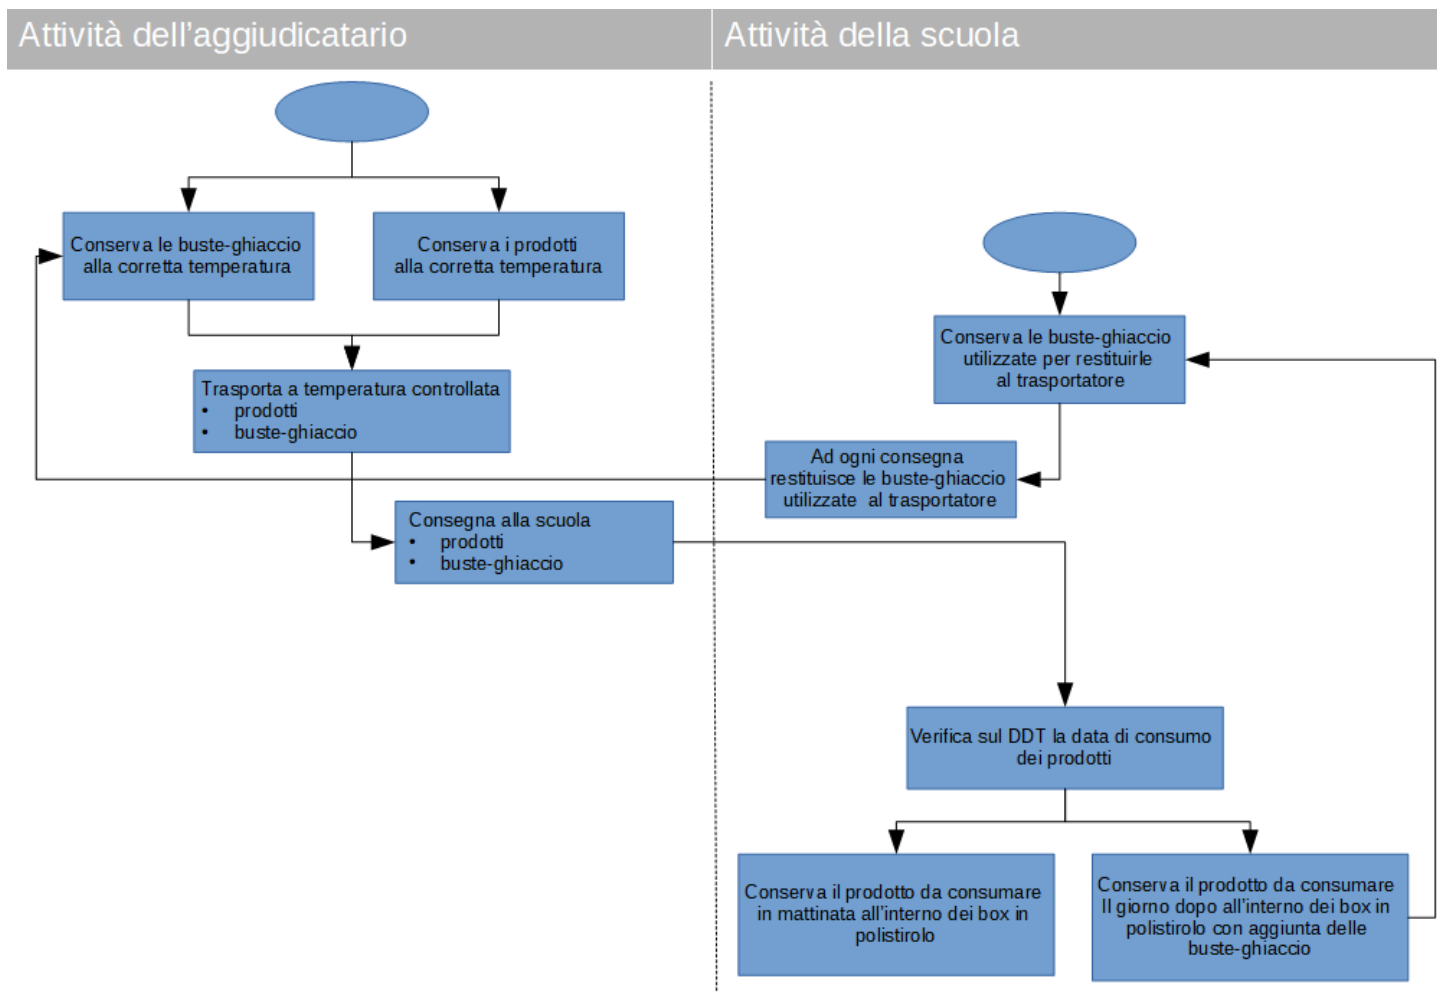 Attività dell'aggiudicatario
Attività della scuola
Conserva le buste-ghiaccio
alla corretta temperatura
Conserva i prodotti
alla corretta temperatura
Trasporta a temperatura controllata
• prodotti
• buste-ghiaccio
Consegna alla scuola
• prodotti
• buste-ghiaccio
Conserva le buste-ghiaccio
utilizzate per restituirle
al trasportatore
Ad ogni consegna
restituisce le buste-ghiaccio
utilizzate al trasportatore
Verifica sul DDT la data di consumo
dei prodotti
Conserva il prodotto da consumare
in mattinata all'interno dei box in
polistirolo
Conserva il prodotto da consumare
Il giorno dopo all'interno dei box in
polistirolo con aggiunta delle
buste-ghiaccio